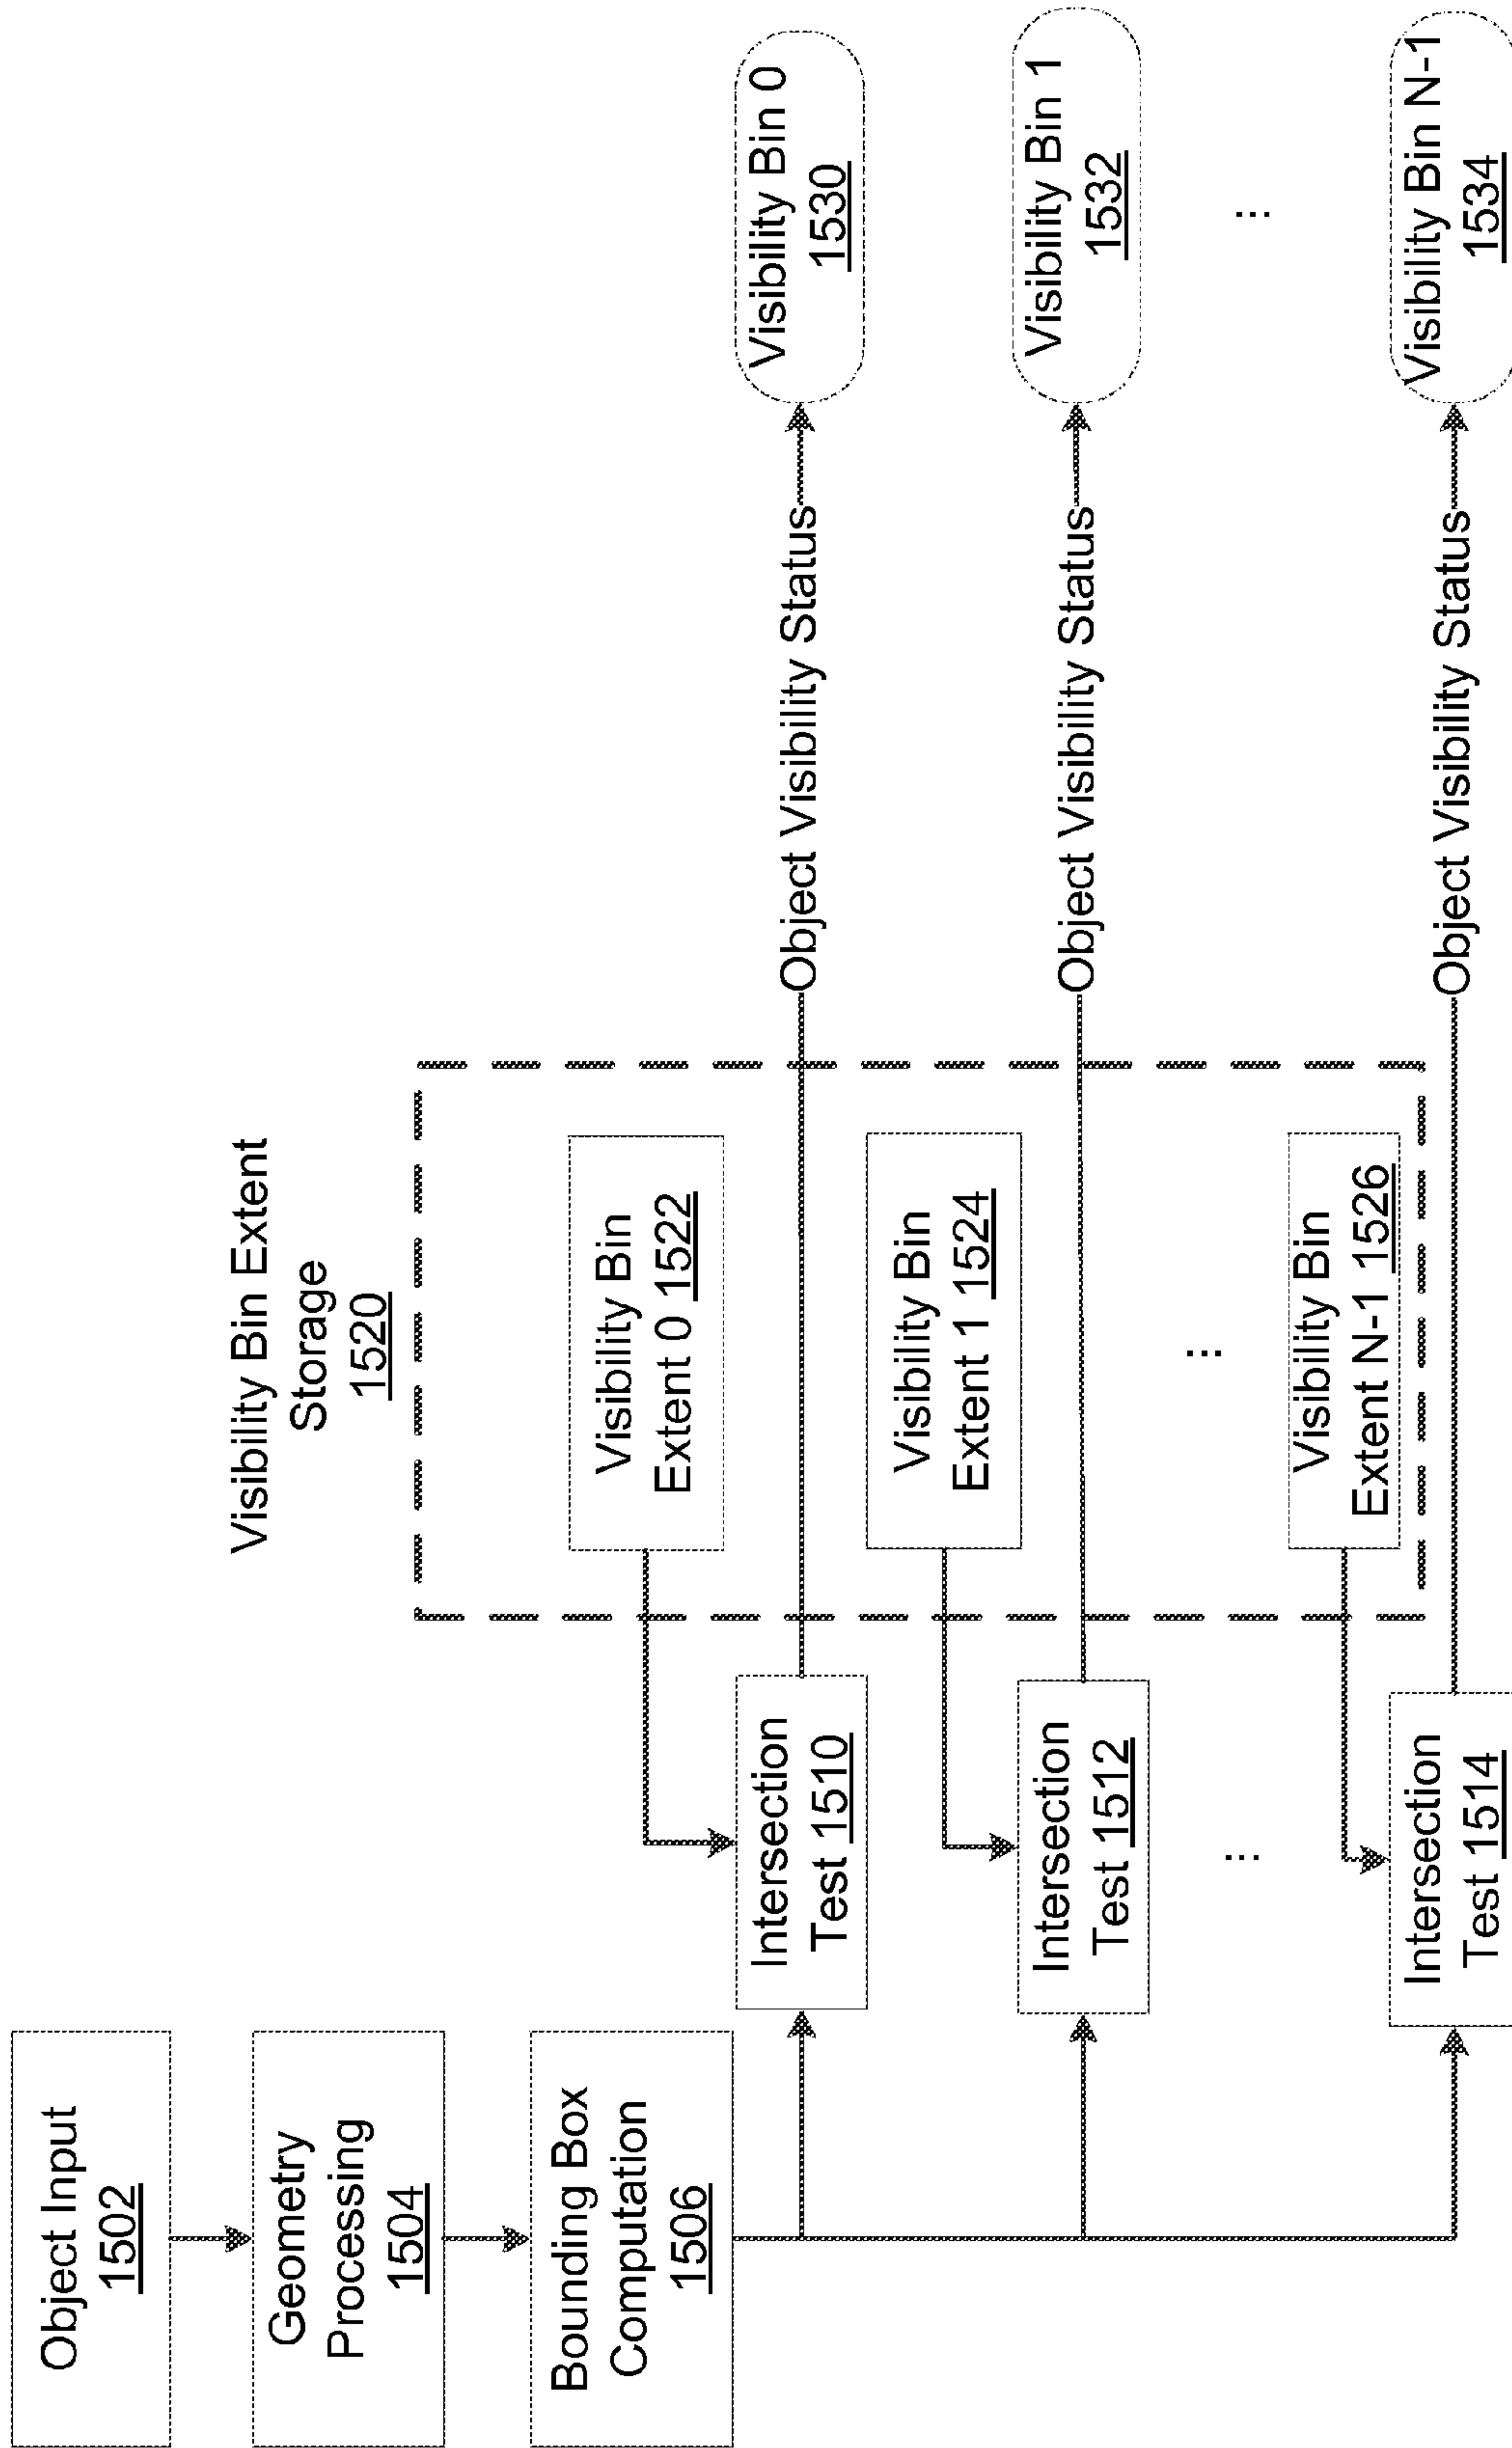 Object Input
1502
Geometry
Processing
1504
Bounding Box
Computation
1506
Visibility Bin Extent
Storage
1520
Visibility Bin
Extent 0 1522
Intersection
Test 1510
Object Visibility Status
Visibility Bin 0
1530
Visibility Bin
Extent 1 1524
Intersection
Test 1512
Object Visibility Status
Visibility Bin 1
1532
...
...
...
Visibility Bin
Extent N-1 1526
Intersection
Test 1514
Object Visibility Status
Visibility Bin N-1
1534